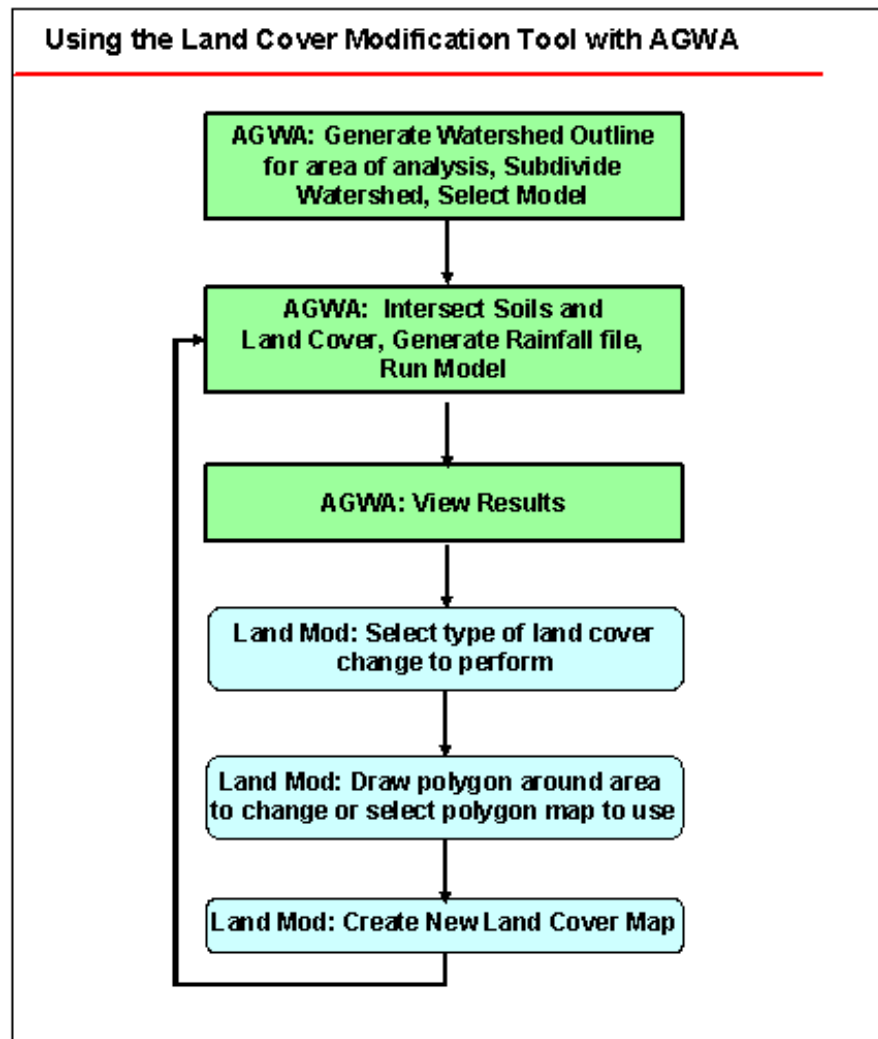 Using the Land Cover Modification Tool with AGWA
AGWA: Generate Watershed Outline
for area of analysis, Subdivide
Watershed, Select Model
AGWA: Intersect Soils and
Land Cover, Generate Rainfall file,
Run Model
AGWA: View Results
Land Mod: Select type of land cover
change to perform
Land Mod: Draw polygon around area
to change or select polygon map to use
Land Mod: Create New Land Cover Map